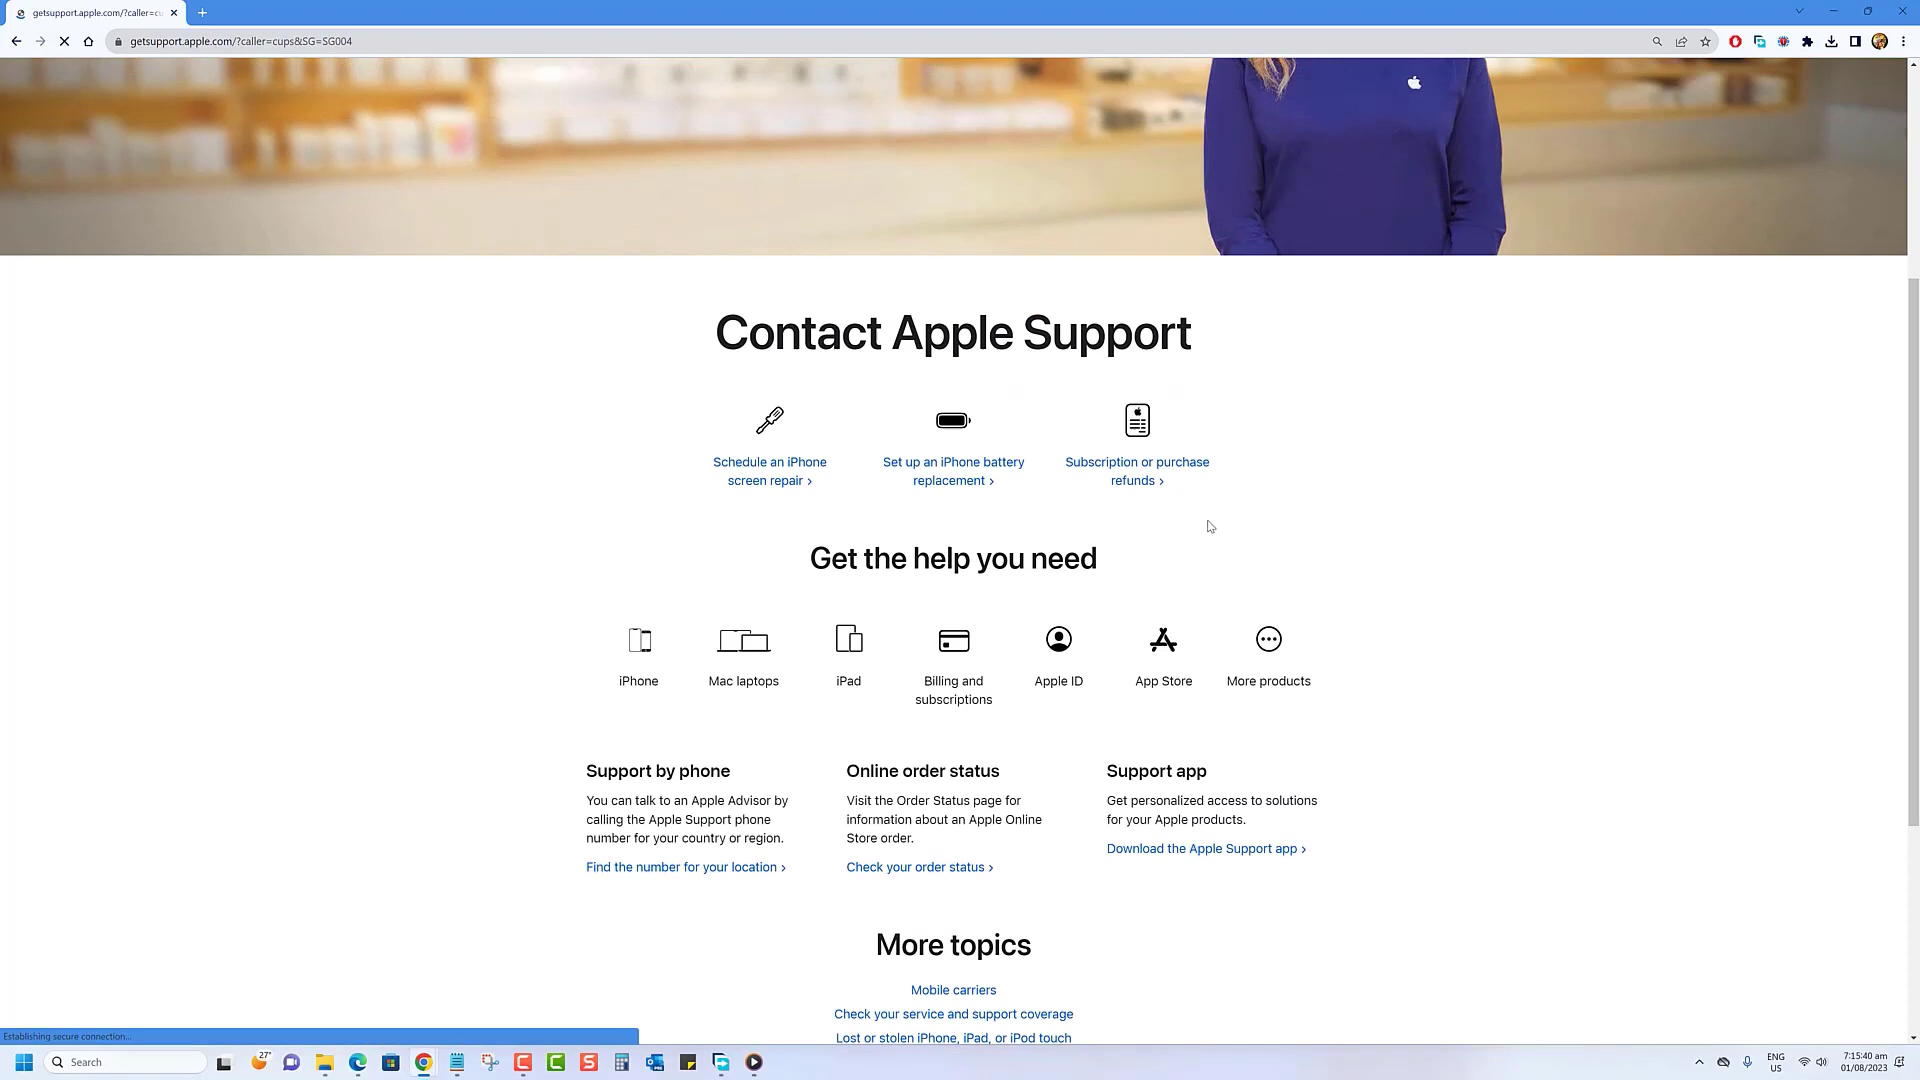 getsupport.apple.com/?caller=cu
getsupport.apple.com/?caller=cups&SG=SG004
Contact Apple Support
Schedule an iPhone
screen repair ›
Set up an iPhone battery
replacement ›
Subscription or purchase
refunds ›
Get the help you need
iPhone
Mac laptops
iPad
Billing and
subscriptions
Apple ID
App Store
More products
Support by phone
You can talk to an Apple Advisor by
calling the Apple Support phone
number for your country or region.
Find the number for your location ›
Online order status
Visit the Order Status page for
information about an Apple Online
Store order.
Check your order status ›
Support app
Get personalized access to solutions
for your Apple products.
Download the Apple Support app ›
More topics
Mobile carriers
Check your service and support coverage
Lost or stolen iPhone, iPad, or iPod touch
Establishing secure connection...
Search
27°
ENG
US
7:15:40 am
01/08/2023